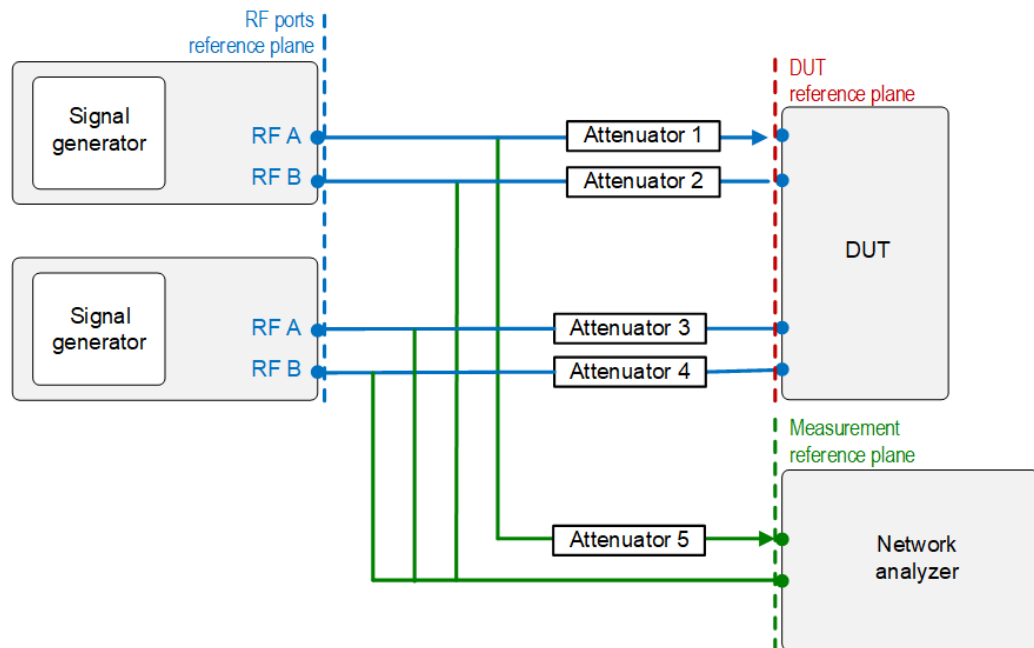 RF ports
reference plane
DUT
reference plane
Signal
generator
RF A
RF B
Attenuator 1
Attenuator 2
DUT
Signal
generator
RF A
RF B
Attenuator 3
Attenuator 4
Measurement
reference plane
Attenuator 5
Network
analyzer